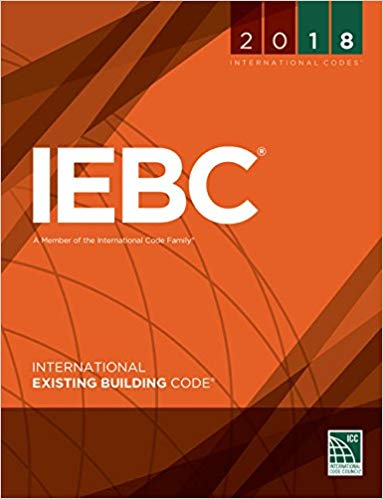 2018
INTERNATIONAL CODES®
IEBC®
A Member of the International Code Family®
INTERNATIONAL
EXISTING BUILDING CODE®
ICC
INTERNATIONAL
CODE COUNCIL®